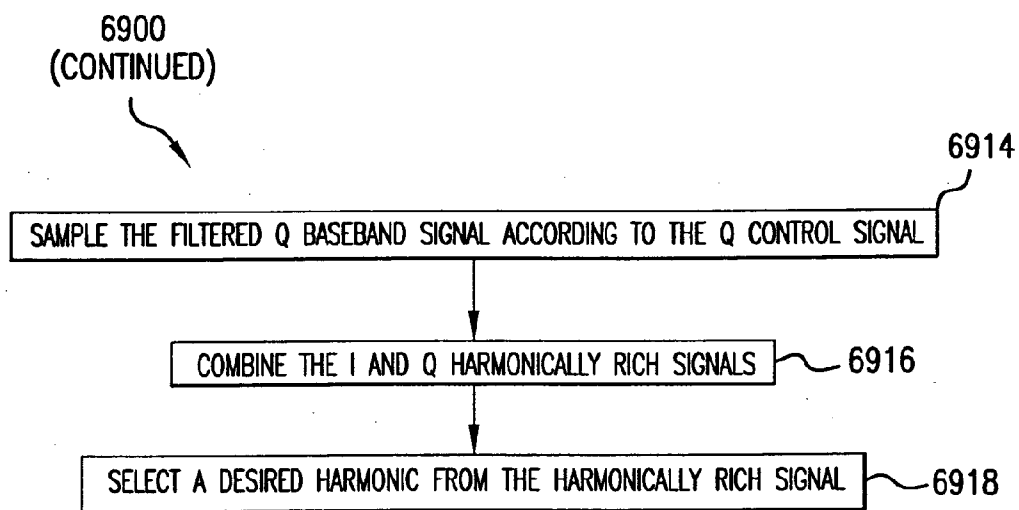 6900
(CONTINUED)
6914
SAMPLE THE FILTERED Q BASEBAND SIGNAL ACCORDING TO THE Q CONTROL SIGNAL
COMBINE THE I AND Q HARMONICALLY RICH SIGNALS
6916
SELECT A DESIRED HARMONIC FROM THE HARMONICALLY RICH SIGNAL
6918